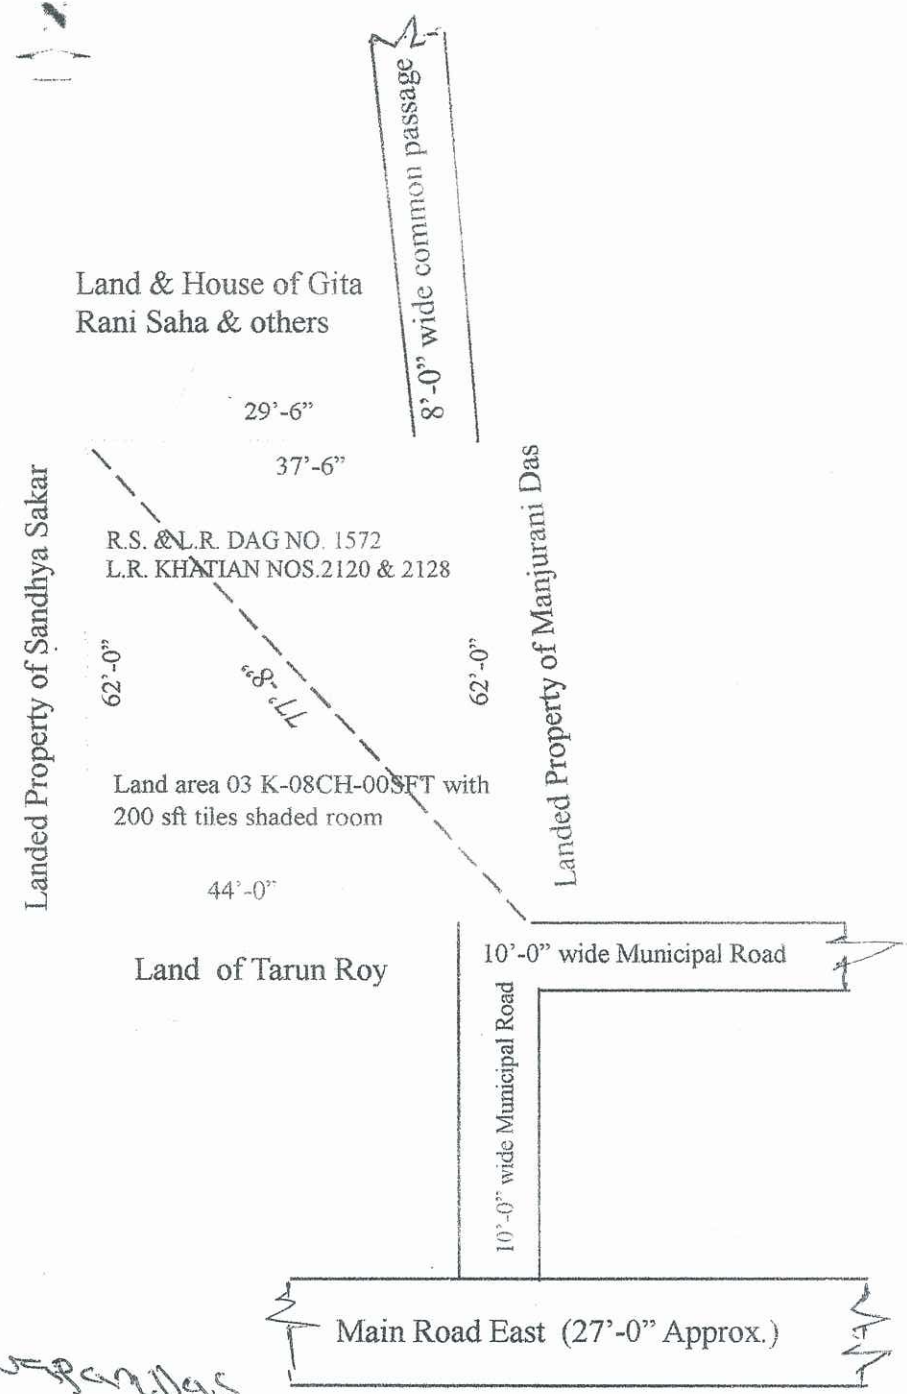 8’-0” wide common passage
Land & House of Gita
Rani Saha & others
29’-6”
37’-6”
Landed Property of Sandhya Sakar
Landed Property of Manjurani Das
R.S. & L.R. DAG NO. 1572
L.R. KHATIAN NOS.2120 & 2128
62’-0”
77’-8”
62’-0”
Land area 03 K-08CH-00SFT with
200 sft tiles shaded room
44’-0”
10’-0” wide Municipal Road
Land of Tarun Roy
10’-0” wide Municipal Road
Main Road East (27’-0” Approx.)